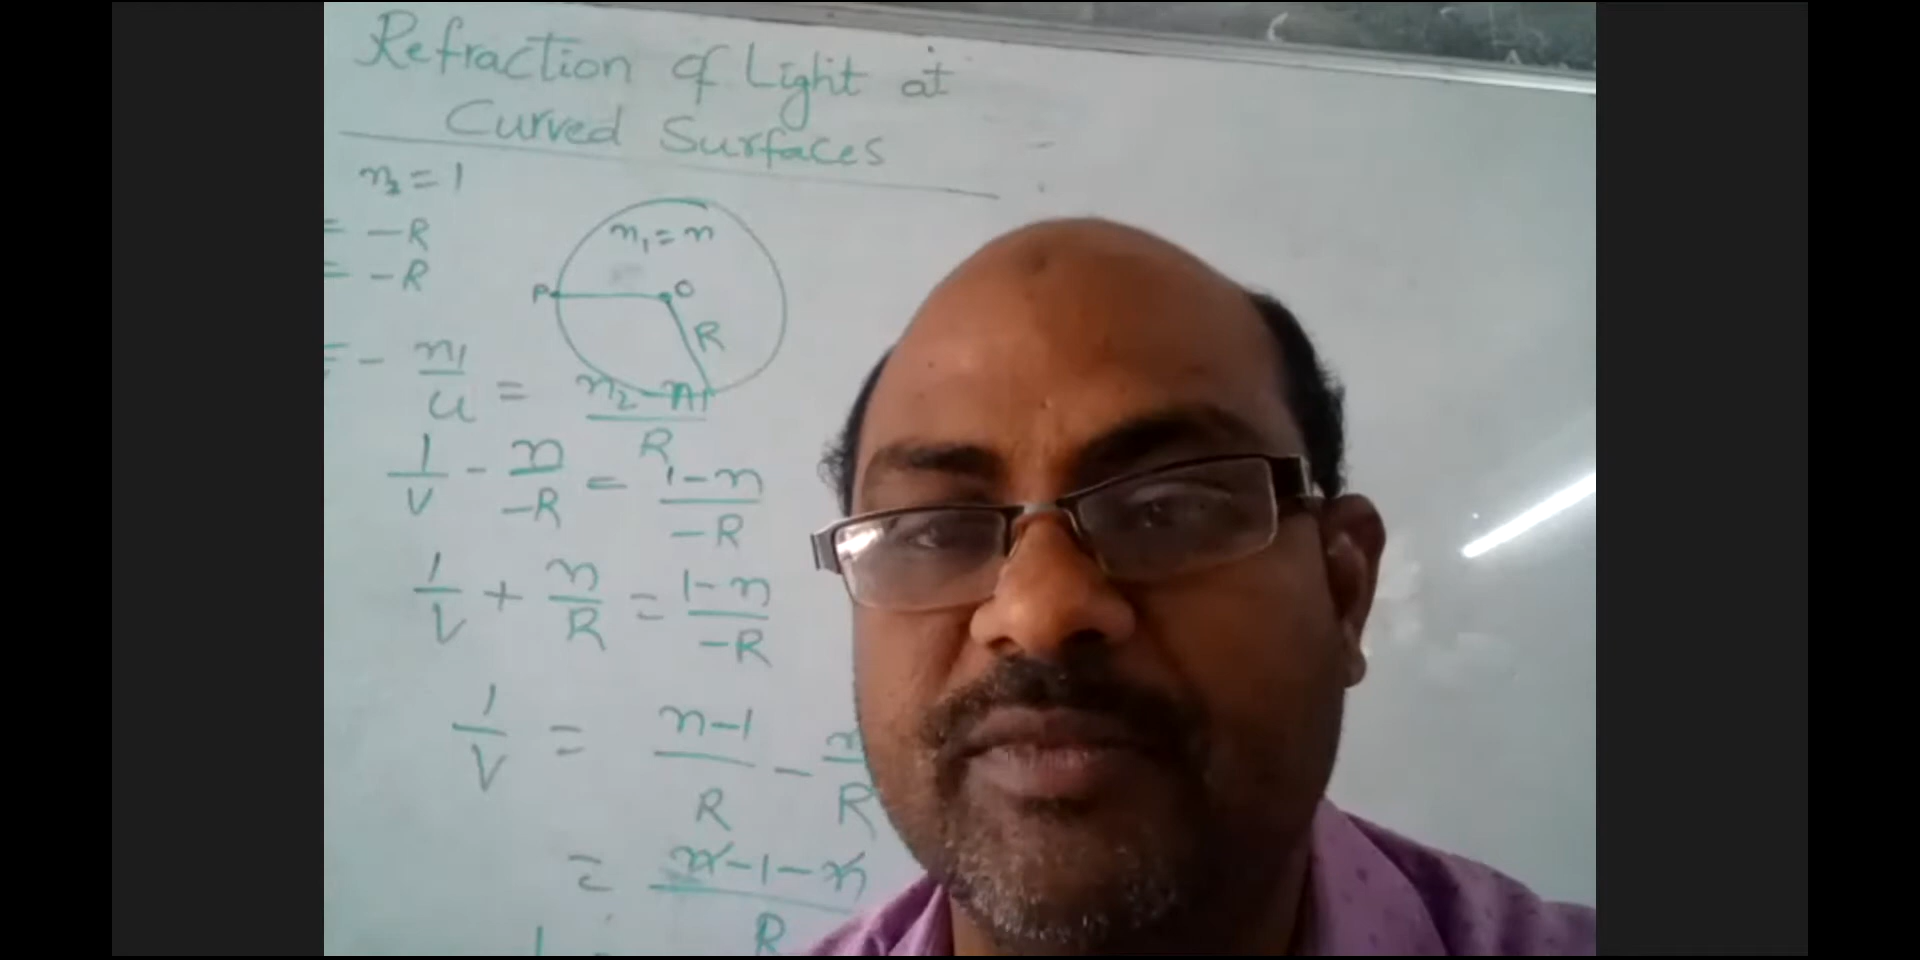 Refraction of Light at
Curved Surfaces
n₂ = 1
= -R
= -R
n₁ = n
P
O
R
= - n₁/u = n₂-n₁/R
1/v - n/-R = 1-n/-R
1/v + n/R = 1-n/-R
1/v = n-1/R - n/R
= n-1-n/R